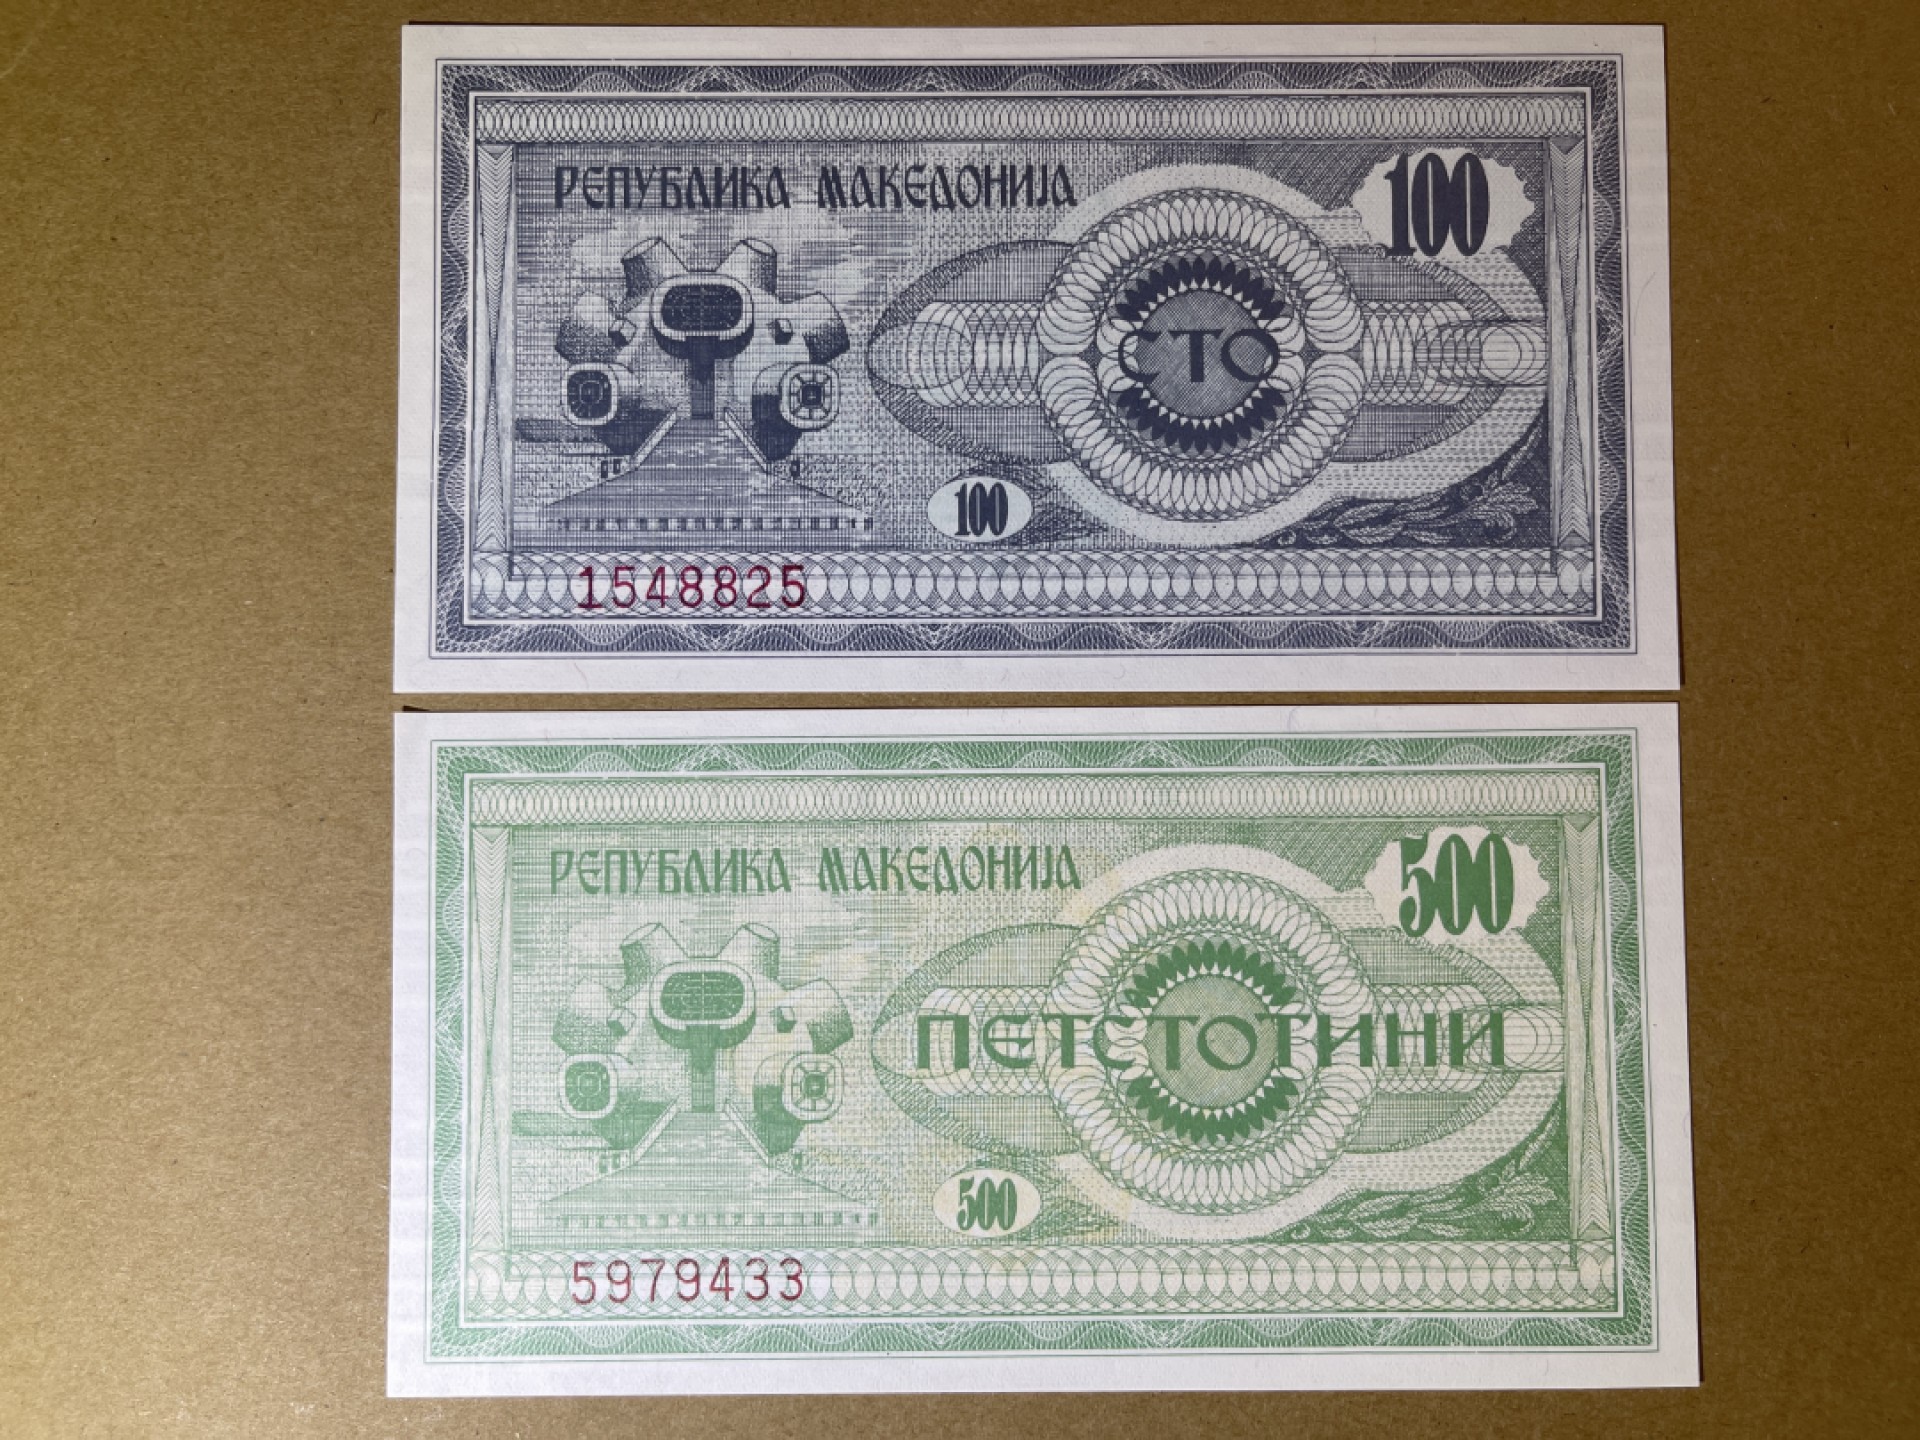 РЕПУБЛИКА МАКЕДОНИЈА
100
СТО
100
1548825
РЕПУБЛИКА МАКЕДОНИЈА
500
ПЕТСТОТИНИ
500
5979433